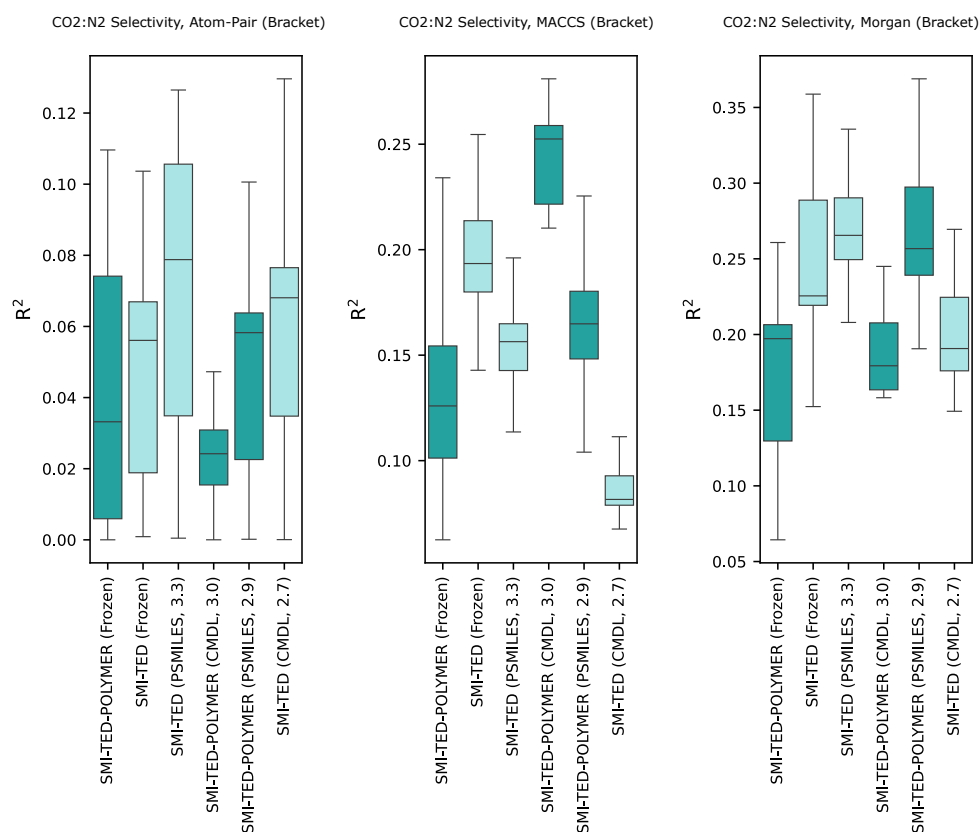 CO2:N2 Selectivity, Atom-Pair (Bracket)
R²
0.12
0.10
0.08
0.06
0.04
0.02
0.00
SMI-TED-POLYMER (Frozen)
SMI-TED (Frozen)
SMI-TED (PSMILES, 3.3)
SMI-TED-POLYMER (CMDL, 3.0)
SMI-TED-POLYMER (PSMILES, 2.9)
SMI-TED (CMDL, 2.7)
CO2:N2 Selectivity, MACCS (Bracket)
R²
0.25
0.20
0.15
0.10
SMI-TED-POLYMER (Frozen)
SMI-TED (Frozen)
SMI-TED (PSMILES, 3.3)
SMI-TED-POLYMER (CMDL, 3.0)
SMI-TED-POLYMER (PSMILES, 2.9)
SMI-TED (CMDL, 2.7)
CO2:N2 Selectivity, Morgan (Bracket)
R²
0.35
0.30
0.25
0.20
0.15
0.10
0.05
SMI-TED-POLYMER (Frozen)
SMI-TED (Frozen)
SMI-TED (PSMILES, 3.3)
SMI-TED-POLYMER (CMDL, 3.0)
SMI-TED-POLYMER (PSMILES, 2.9)
SMI-TED (CMDL, 2.7)